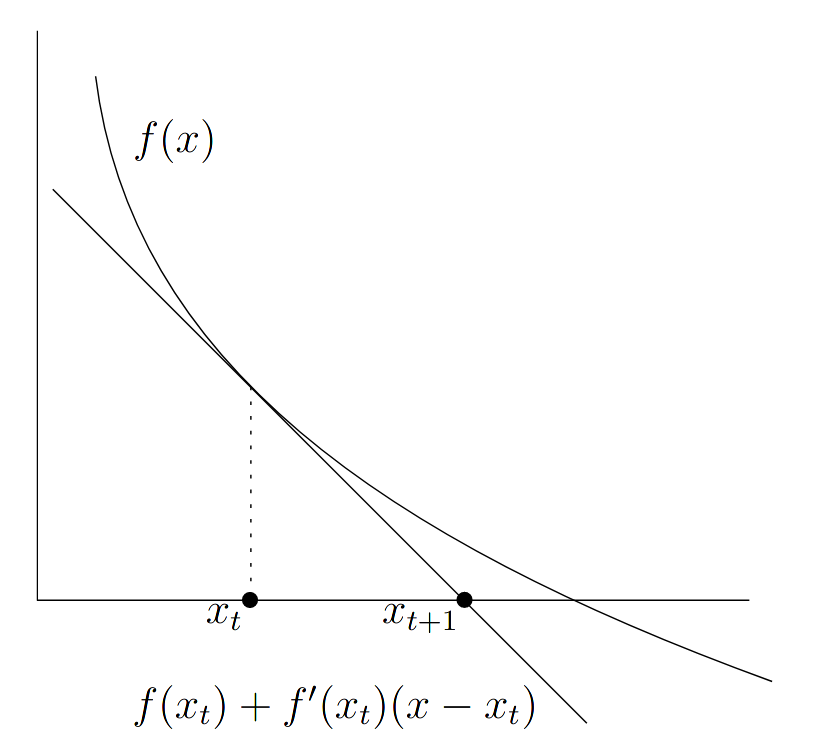 f(x)
x_t
x_{t+1}
f(x_t) + f′(x_t)(x − x_t)